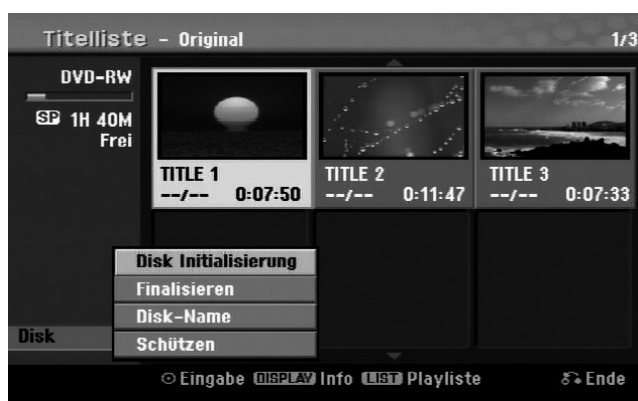 Titelliste – Original 1/3
DVD-RW
SP 1H 40M
Frei
TITLE 1
--/-- 0:07:50
TITLE 2
--/-- 0:11:47
TITLE 3
--/-- 0:07:33
Disk
Disk Initialisierung
Finalisieren
Disk-Name
Schützen
Eingabe DISPLAY Info LIST Playliste Ende